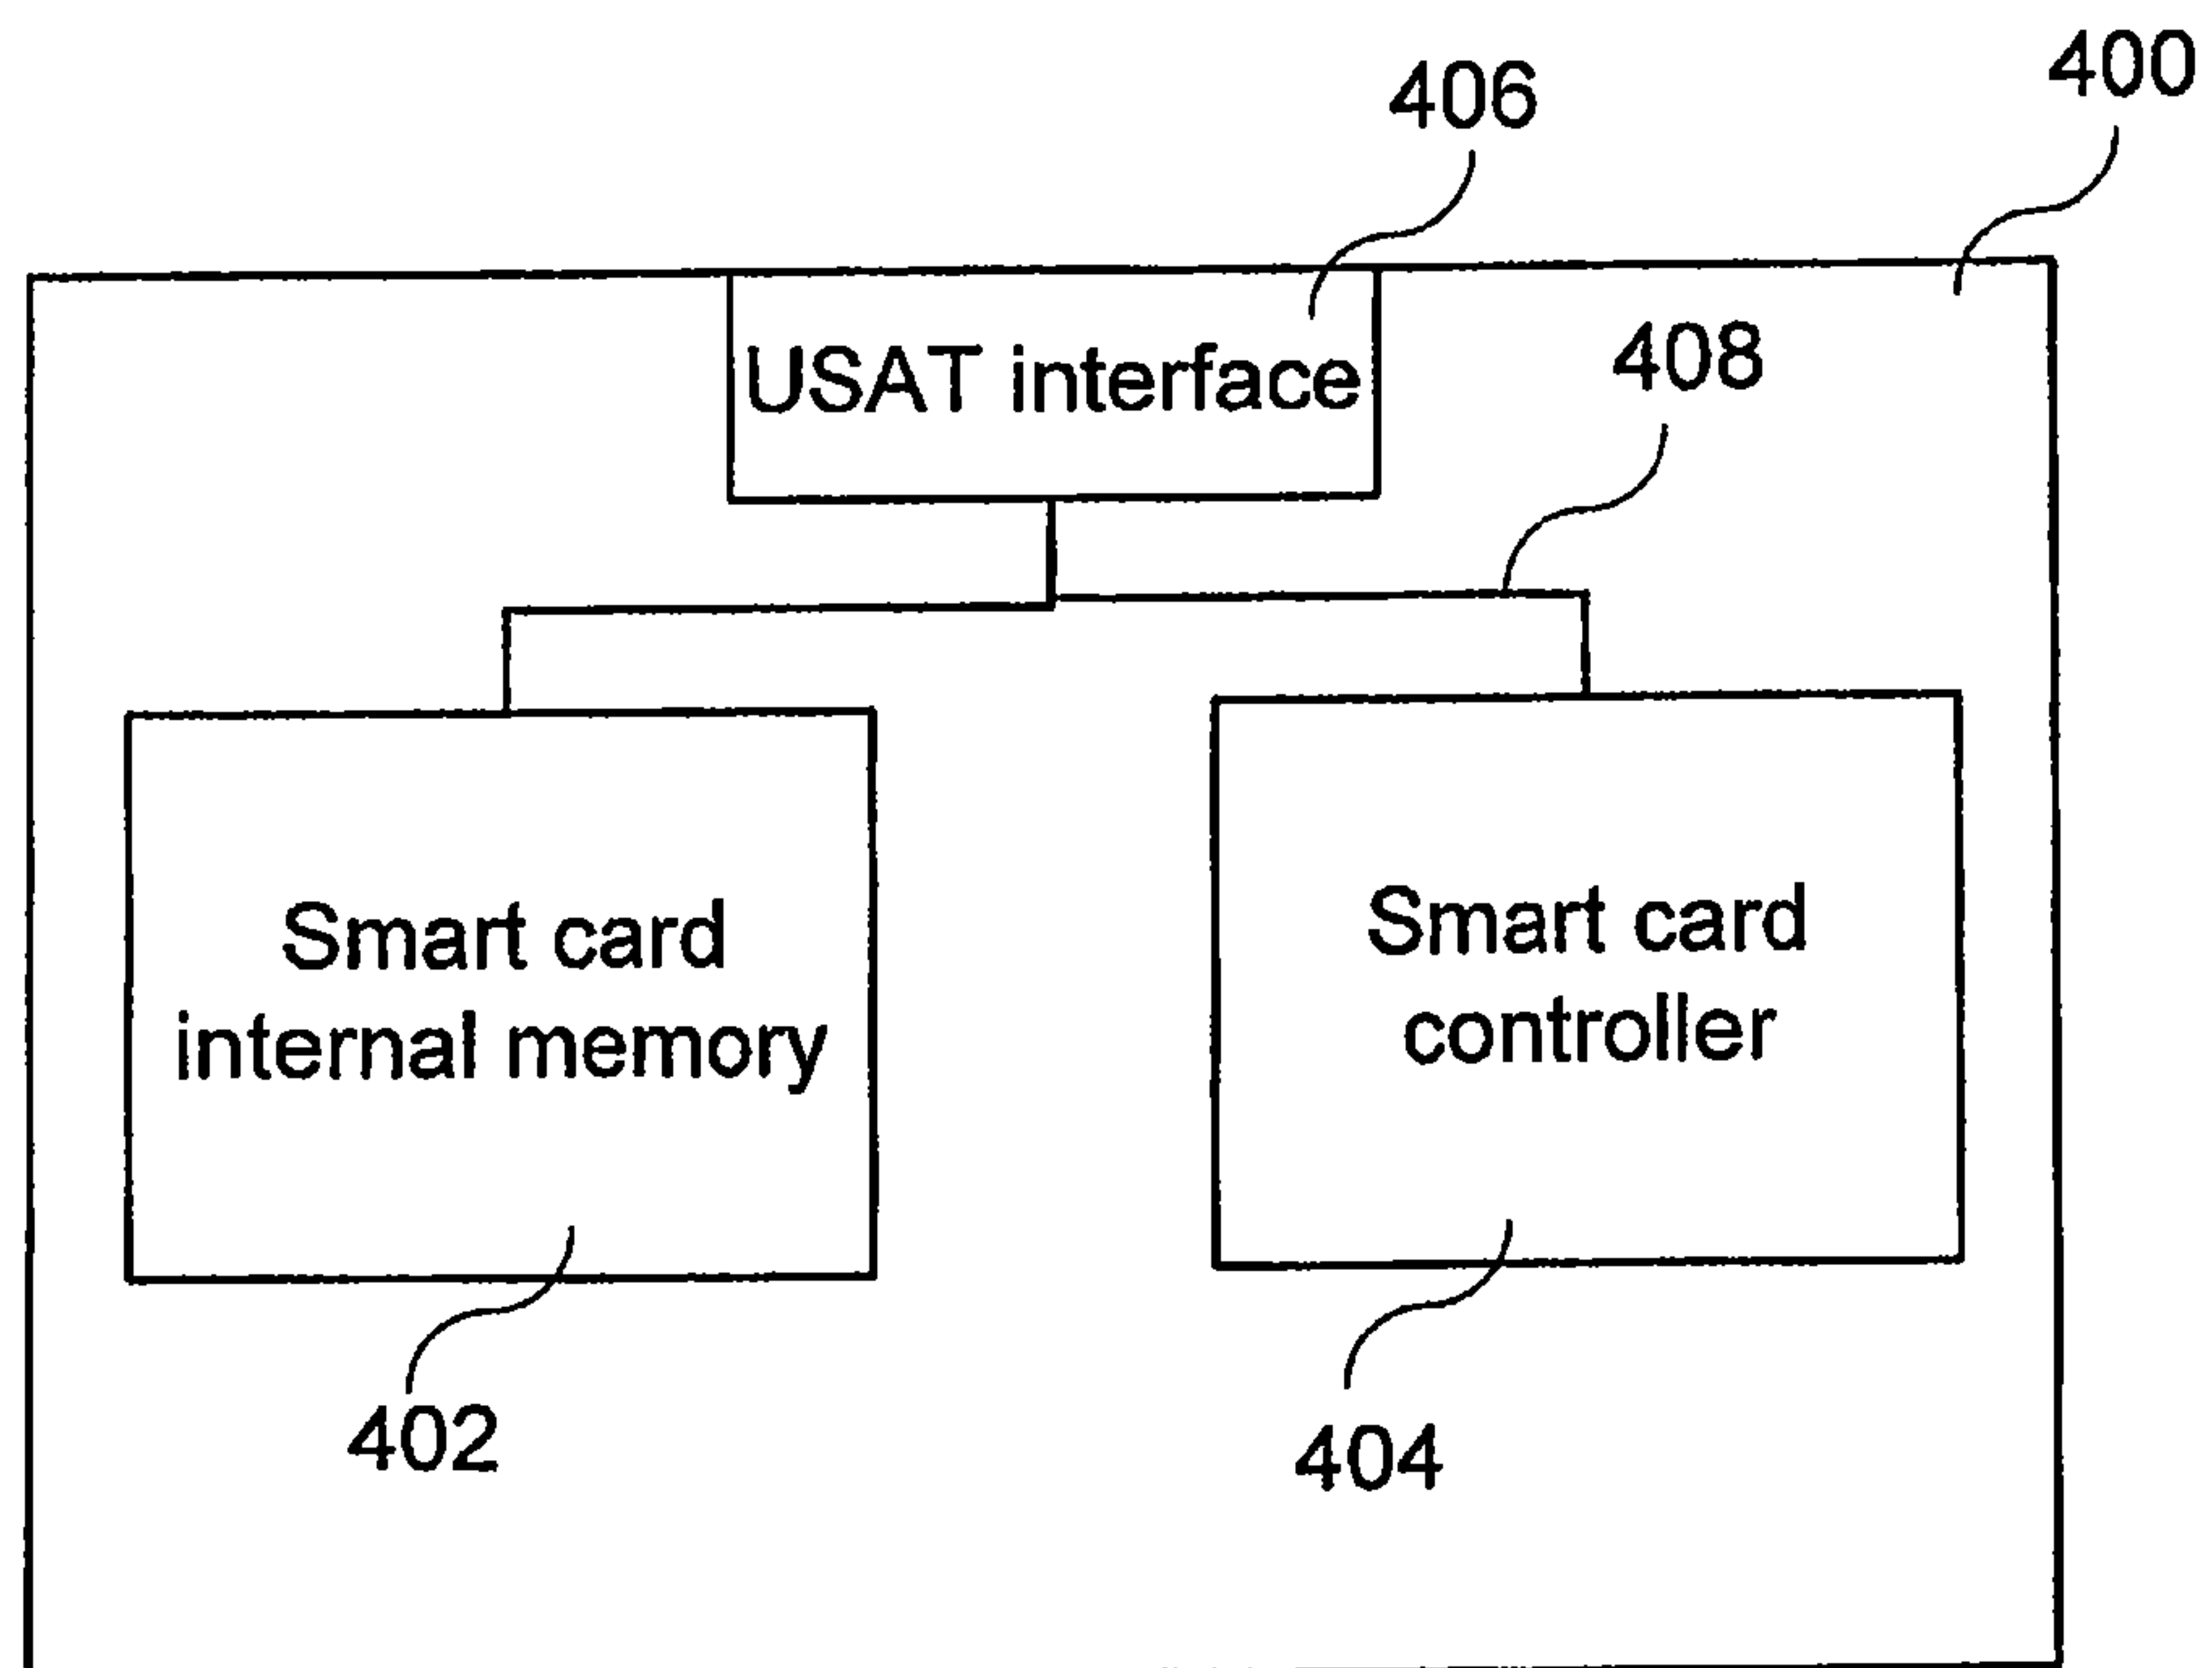 400
406
USAT interface
408
Smart card
internal memory
Smart card
controller
402
404